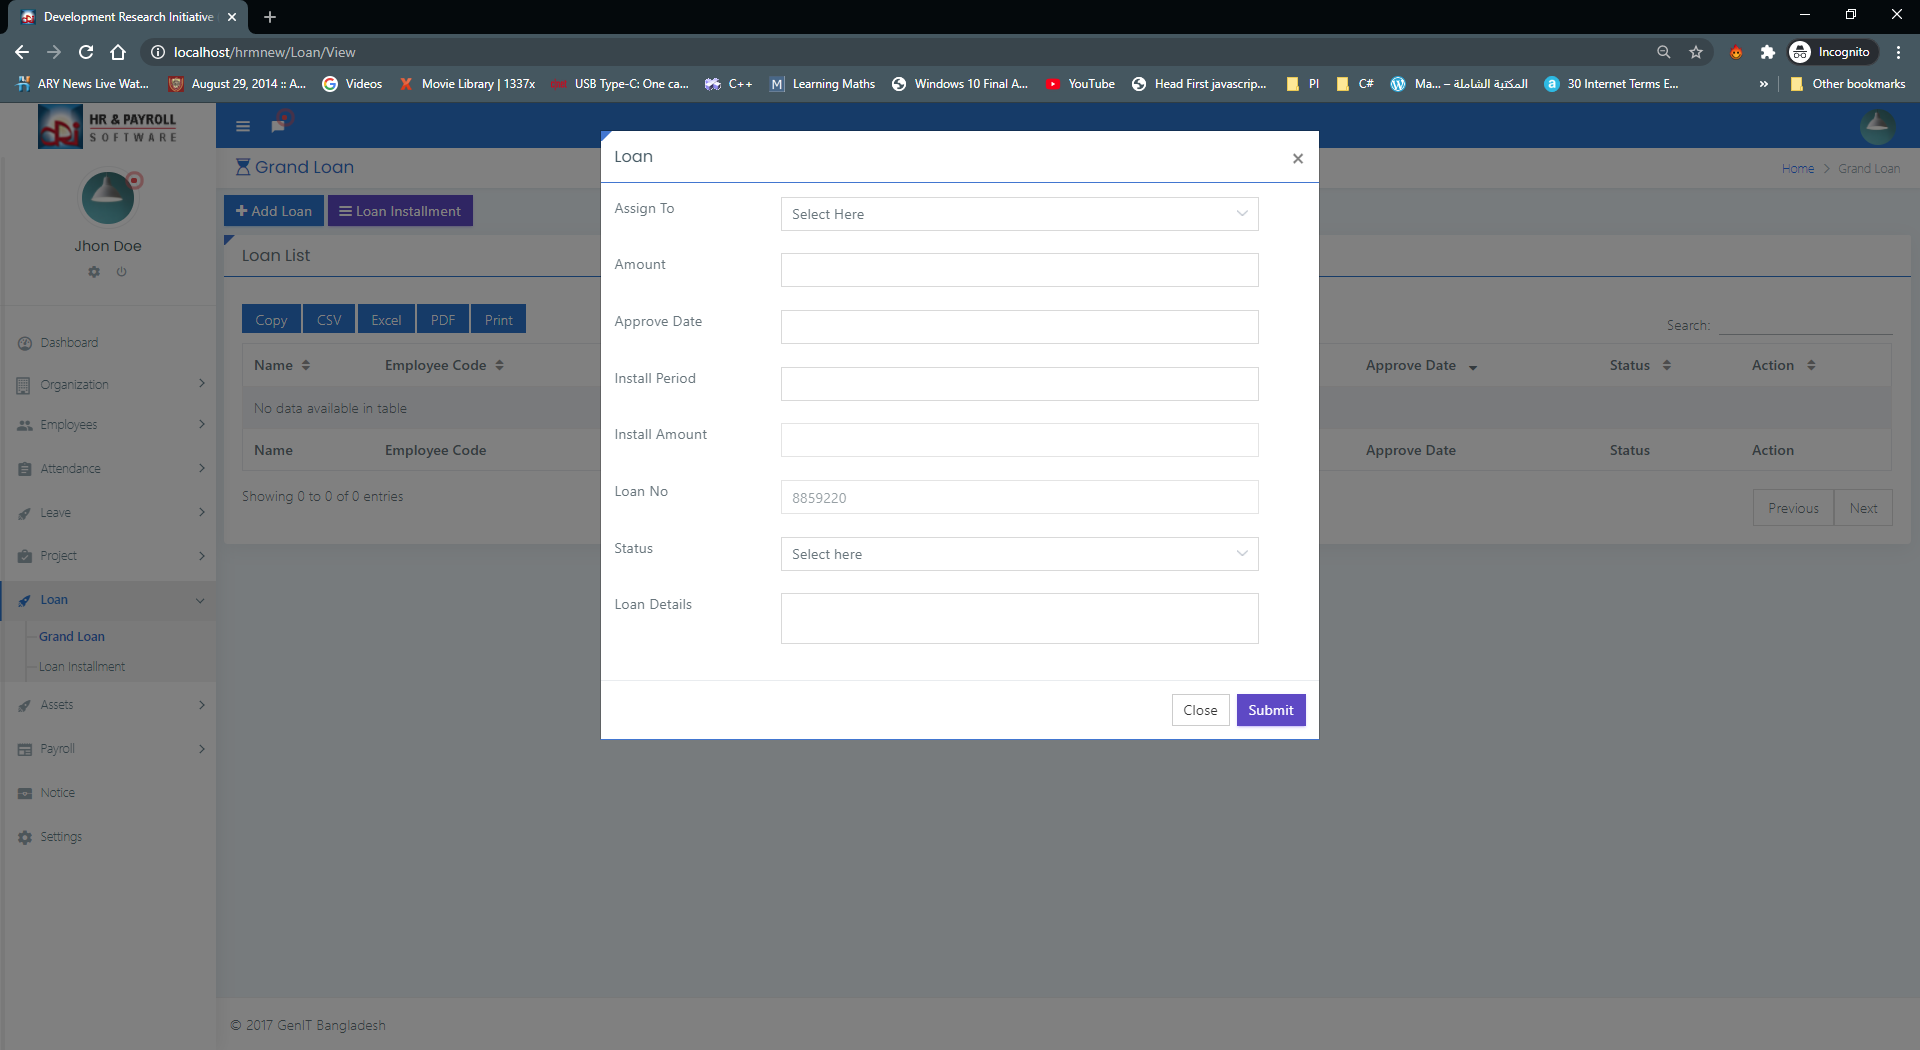 Development Research Initiative
localhost/hrmnew/Loan/View
Incognito
ARY News Live Wat...
August 29, 2014 :: A...
Videos
Movie Library | 1337x
USB Type-C: One ca...
C++
Learning Maths
Windows 10 Final A...
YouTube
Head First javascrip...
PI
C#
المكتبة الشاملة – ...Ma
30 Internet Terms E...
»
Other bookmarks
HR & PAYROLL
SOFTWARE
Jhon Doe
Dashboard
Organization
Employees
Attendance
Leave
Project
Loan
Grand Loan
Loan Installment
Assets
Payroll
Notice
Settings
Grand Loan
Home > Grand Loan
Add Loan
Loan Installment
Loan List
Copy
CSV
Excel
PDF
Print
Search:
Name
Employee Code
Approve Date
Status
Action
No data available in table
Name
Employee Code
Approve Date
Status
Action
Showing 0 to 0 of 0 entries
Previous
Next
Loan
×
Assign To
Select Here
Amount
Approve Date
Install Period
Install Amount
Loan No
8859220
Status
Select here
Loan Details
Close
Submit
© 2017 GenIT Bangladesh